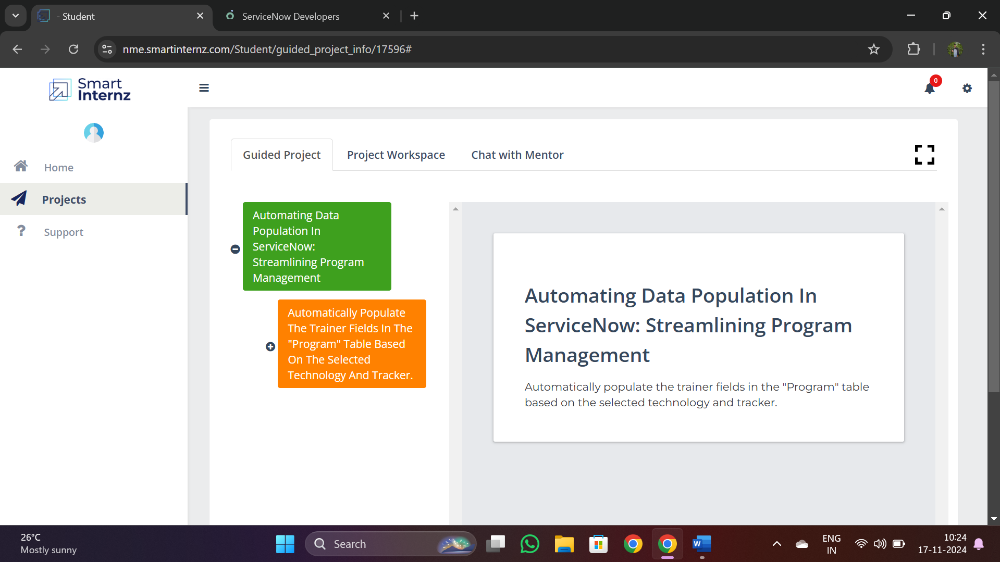 - Student
ServiceNow Developers
nme.smartinternz.com/Student/guided_project_info/17596#
Smart
Internz
0
Home
Projects
Support
Guided Project
Project Workspace
Chat with Mentor
Automating Data
Population In
ServiceNow:
Streamlining Program
Management
Automatically Populate
The Trainer Fields In The
"Program" Table Based
On The Selected
Technology And Tracker.
Automating Data Population In
ServiceNow: Streamlining Program
Management
Automatically populate the trainer fields in the "Program" table
based on the selected technology and tracker.
26°C
Mostly sunny
Search
W
ENG
IN
10:24
17-11-2024